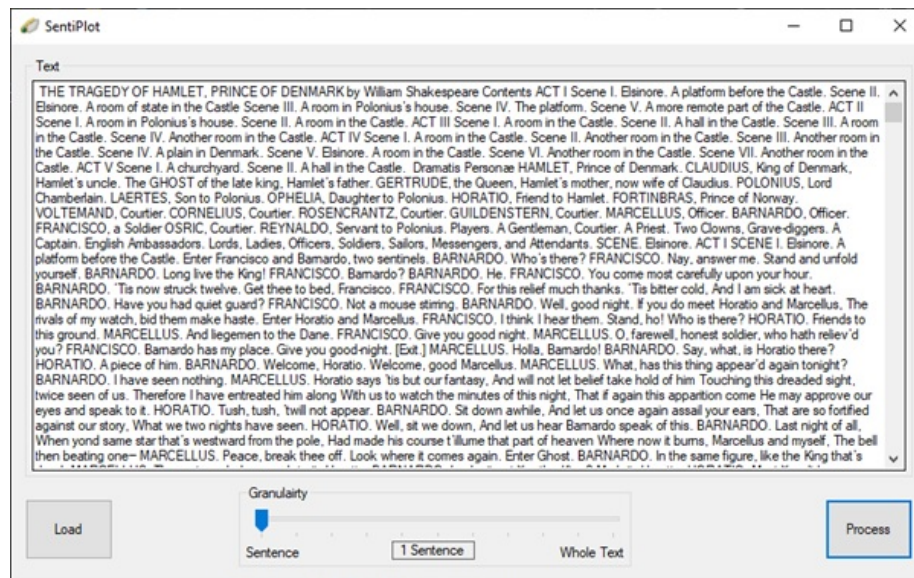 SentiPlot
Text
THE TRAGEDY OF HAMLET, PRINCE OF DENMARK by William Shakespeare Contents ACT I Scene I. Elsinore. A platform before the Castle. Scene II.
Elsinore. A room of state in the Castle Scene III. A room in Polonius's house. Scene IV. The platform. Scene V. A more remote part of the Castle. ACT II
Scene I. A room in Polonius's house. Scene II. A room in the Castle. ACT III Scene I. A room in the Castle. Scene II. A hall in the Castle. Scene III. A room
in the Castle. Scene IV. Another room in the Castle. ACT IV Scene I. A room in the Castle. Scene II. Another room in the Castle. Scene III. Another room in
the Castle. Scene IV. A plain in Denmark. Scene V. Elsinore. A room in the Castle. Scene VI. Another room in the Castle. Scene VII. Another room in the
Castle. ACT V Scene I. A churchyard. Scene II. A hall in the Castle. Dramatis Personæ HAMLET, Prince of Denmark. CLAUDIUS, King of Denmark,
Hamlet's uncle. The GHOST of the late king, Hamlet's father. GERTRUDE, the Queen, Hamlet's mother, now wife of Claudius. POLONIUS, Lord
Chamberlain. LAERTES, Son to Polonius. OPHELIA, Daughter to Polonius. HORATIO, Friend to Hamlet. FORTINBRAS, Prince of Norway.
VOLTEMAND, Courtier. CORNELIUS, Courtier. ROSENCRANTZ, Courtier. GUILDENSTERN, Courtier. MARCELLUS, Officer. BARNARDO, Officer.
FRANCISCO, a Soldier OSRIC, Courtier. REYNALDO, Servant to Polonius. Players. A Gentleman, Courtier. A Priest. Two Clowns, Grave-diggers. A
Captain. English Ambassadors. Lords, Ladies, Officers, Soldiers, Sailors, Messengers, and Attendants. SCENE. Elsinore. ACT I SCENE I. Elsinore. A
platform before the Castle. Enter Francisco and Barnardo, two sentinels. BARNARDO. Who's there? FRANCISCO. Nay, answer me. Stand and unfold
yourself. BARNARDO. Long live the King! FRANCISCO. Barnardo? BARNARDO. He. FRANCISCO. You come most carefully upon your hour.
BARNARDO. 'Tis now struck twelve. Get thee to bed, Francisco. FRANCISCO. For this relief much thanks. 'Tis bitter cold, And I am sick at heart.
BARNARDO. Have you had quiet guard? FRANCISCO. Not a mouse stirring. BARNARDO. Well, good night. If you do meet Horatio and Marcellus, The
rivals of my watch, bid them make haste. Enter Horatio and Marcellus. FRANCISCO. I think I hear them. Stand, ho! Who is there? HORATIO. Friends to
this ground. MARCELLUS. And liegemen to the Dane. FRANCISCO. Give you good night. MARCELLUS. O, farewell, honest soldier, who hath reliev'd
you? FRANCISCO. Barnardo has my place. Give you good-night. [Exit.] MARCELLUS. Holla, Barnardo! BARNARDO. Say, what, is Horatio there?
HORATIO. A piece of him. BARNARDO. Welcome, Horatio. Welcome, good Marcellus. MARCELLUS. What, has this thing appear'd again tonight?
BARNARDO. I have seen nothing. MARCELLUS. Horatio says 'tis but our fantasy, And will not let belief take hold of him Touching this dreaded sight,
twice seen of us. Therefore I have entreated him along With us to watch the minutes of this night, That if again this apparition come He may approve our
eyes and speak to it. HORATIO. Tush, tush, 'twill not appear. BARNARDO. Sit down awhile, And let us once again assail your ears, That are so fortified
against our story, What we two nights have seen. HORATIO. Well, sit we down, And let us hear Barnardo speak of this. BARNARDO. Last night of all,
When yond same star that's westward from the pole, Had made his course t'illume that part of heaven Where now it burns, Marcellus and myself, The bell
then beating one— MARCELLUS. Peace, break thee off. Look where it comes again. Enter Ghost. BARNARDO. In the same figure, like the King that's
Load
Granulairty
Sentence
1 Sentence
Whole Text
Process